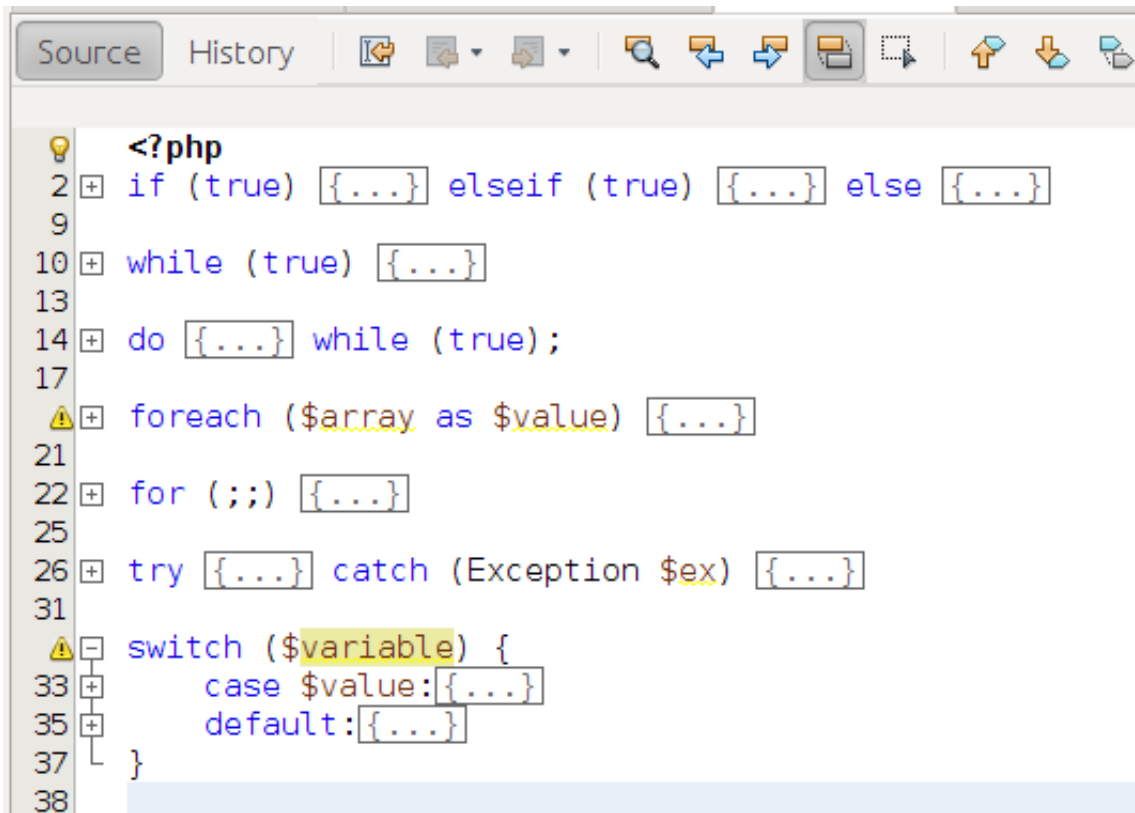 Source History
<?php
2 if (true) {...} elseif (true) {...} else {...}
9
10 while (true) {...}
13
14 do {...} while (true);
17
foreach ($array as $value) {...}
21
22 for (;;) {...}
25
26 try {...} catch (Exception $ex) {...}
31
switch ($variable) {
33 case $value:{...}
35 default:{...}
37 }
38